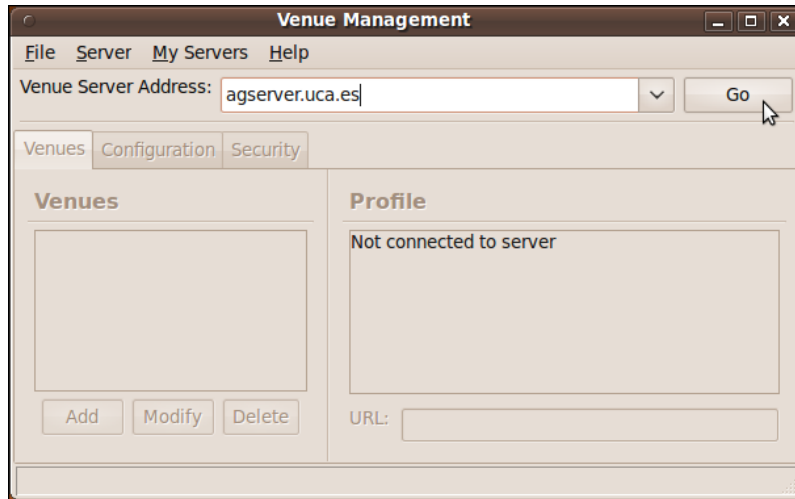 Venue Management
File Server My Servers Help
Venue Server Address: agserver.uca.es Go
Venues Configuration Security
Venues Profile
Not connected to server
Add Modify Delete URL: